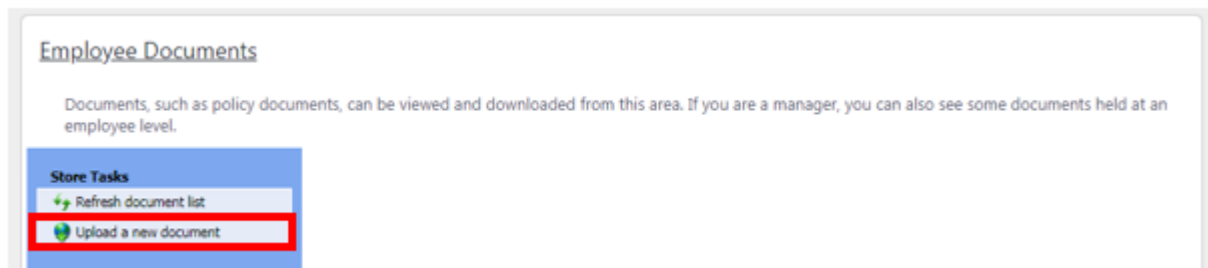 Employee Documents
Documents, such as policy documents, can be viewed and downloaded from this area. If you are a manager, you can also see some documents held at an
employee level.
Store Tasks
Refresh document list
Upload a new document